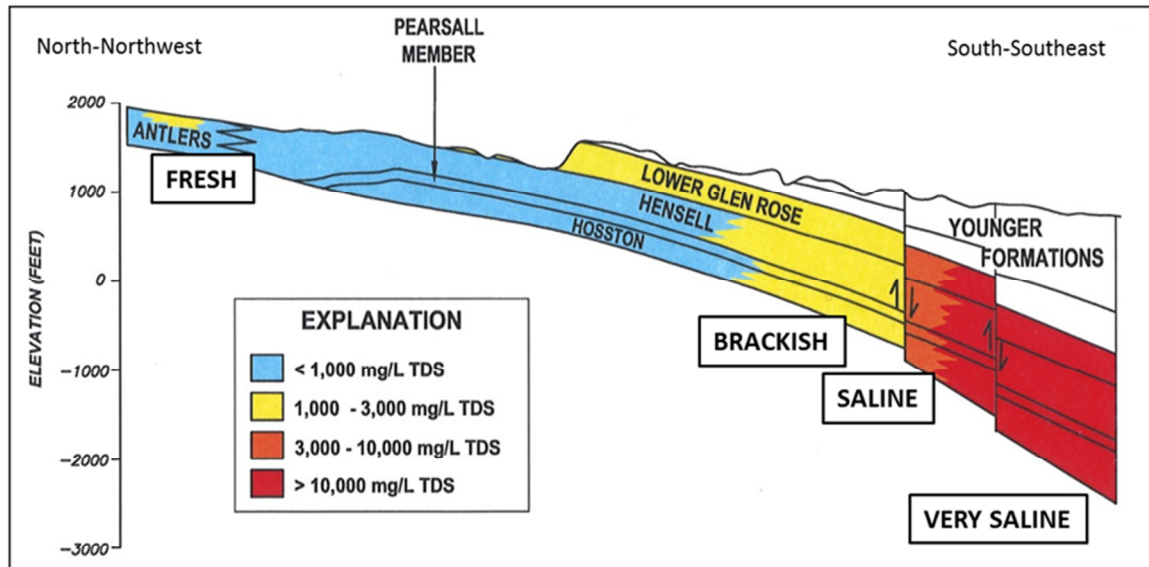 North-Northwest
South-Southeast
PEARSALL
MEMBER
2000
1000
0
−1000
−2000
−3000
ELEVATION (FEET)
ANTLERS
FRESH
LOWER GLEN ROSE
HENSELL
HOSSTON
YOUNGER
FORMATIONS
BRACKISH
SALINE
VERY SALINE
EXPLANATION
< 1,000 mg/L TDS
1,000 - 3,000 mg/L TDS
3,000 - 10,000 mg/L TDS
> 10,000 mg/L TDS